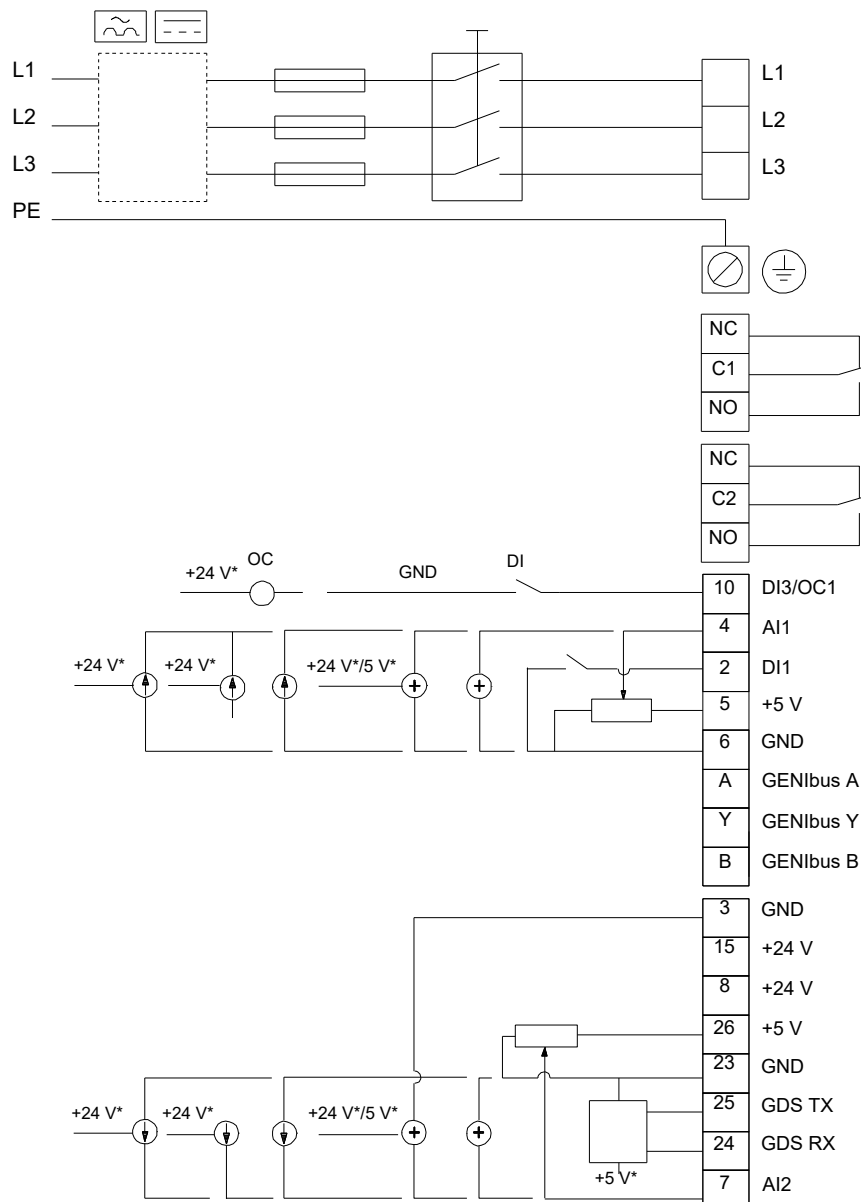 L1 L1
L2 L2
L3 L3
PE
NC
C1
NO
NC
C2
NO
+24 V* OC GND DI 10 DI3/OC1
4 AI1
+24 V* +24 V* +24 V*/5 V* 2 DI1
5 +5 V
6 GND
A GENIbus A
Y GENIbus Y
B GENIbus B
3 GND
15 +24 V
8 +24 V
26 +5 V
23 GND
+24 V* +24 V* +24 V*/5 V* 25 GDS TX
24 GDS RX
+5 V* 7 AI2